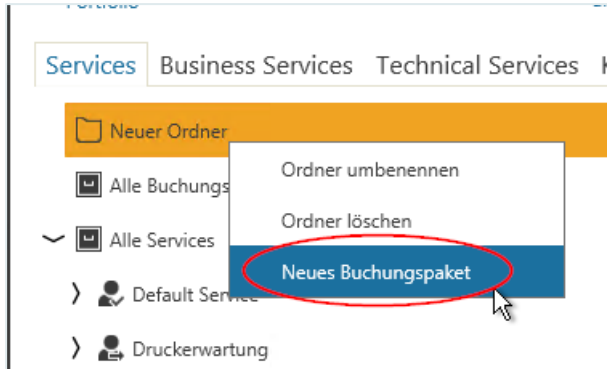 Services Business Services Technical Services
Neuer Ordner
Ordner umbenennen
Alle Buchungs
Ordner löschen
Alle Services
Neues Buchungspaket
Default Service
Druckerwartung